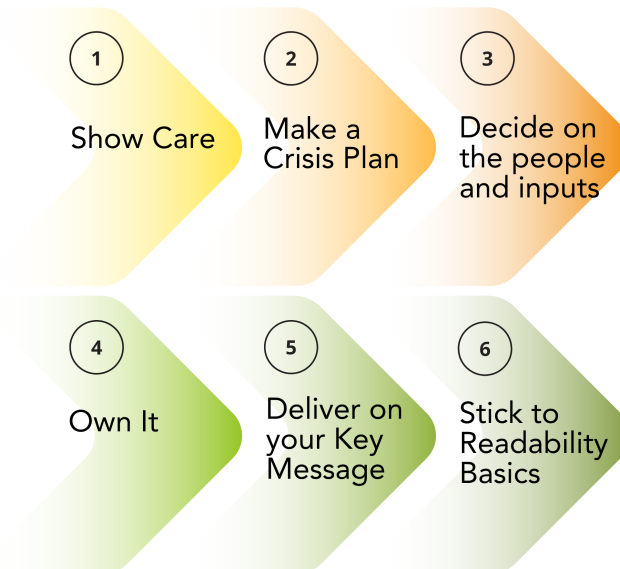 1
Show Care
2
Make a
Crisis Plan
3
Decide on
the people
and inputs
4
Own It
5
Deliver on
your Key
Message
6
Stick to
Readability
Basics